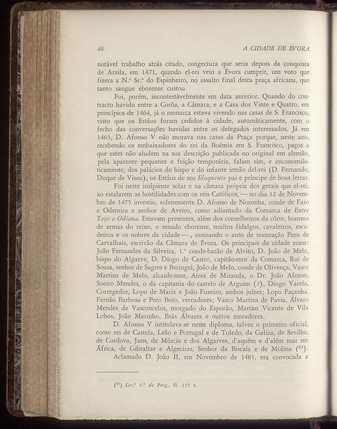 46 A CIDADE DE ÉVORA
notável trabalho atrás citado, congectura que seria depois da conquista
de Arzila, em 1471, quando el-rei veio a Évora cumprir, um voto que
fizera a N.ª Sr.ª do Espinheiro, no assalto final desta praça africana, que
tanto sangue eborense custou.
Foi, porém, incontestàvelmente em data anterior. Quando do con-
tracto havido entre a Corôa, a Câmara, e a Casa dos Vinte e Quatro, em
princípios de 1464, já o monarca estava vivendo nas casas de S. Francisco,
visto que os Estáus foram cedidos à cidade, automàticamente, com o
fecho das conversações havidas entre os delegados interessados. Já em
1465, D. Afonso V não morava nas casas da Praça porque, neste ano,
recebendo os embaixadores do rei da Boémia em S. Francisco, paços a
que estes não aludem na sua descrição publicada no original em alemão,
pela aparente pequenez e feição temporária, falam sim, e encomiàs-
ticamente, dos palácios do bispo e do infante irmão del-rei (D. Fernando,
Duque de Viseu), os Estáus de seu Eloquente pai e príncipe de boas letras.
Foi neste inalpinte solar e na câmara própria dos gerais que el-rei,
ao estalarem as hostilidades com os reis Católicos, — no dia 12 de Novem-
bro de 1475 investiu, solenemente D. Afonso de Noronha, conde de Faro
e Odemira e senhor de Aveiro, como adiantado da Comarca de Entre
Tejo e Odiana. Estavam presentes, além dos conselheiros da côrte, homens
de armas do reino, o senado eborense, muitos fidalgos, cavaleiros, escu-
deiros e os nobres da cidade —, assinando o auto de nomeação Pero de
Carvalhais, escrivão da Câmara de Évora. Os principais da cidade eram:
João Fernandes da Silveira, 1.º conde-barão de Alvito, D. João de Melo,
bispo do Algarve, D. Diogo de Castro, capitão-mor da Comarca, Rui de
Sousa, senhor de Sagres e Beringel, João de Melo, conde de Olivença, Vasco
Martins de Melo, alcaide-mor, Aires de Miranda, o Dr. João Afonso,
Soeiro Mendes, o da capitania do castelo de Arguim (?), Diogo Varela,
Corregedor, Lopo de Maria e João Fuzeiro, ambos juízes; Lopo Façanha,
Fernão Barbosa e Pero Boto, vereadores; Vasco Martins de Pavia, Álvaro
Mendes de Vasconcelos, morgado do Esporão, Martim Vicente de Vila
Lobos, João Marinho, Brás Álvares e outros moradores.
D. Afonso V intitulava-se neste diploma, talvez o primeiro oficial,
como rei de Castela, Leão e Portugal e de Toledo, da Galiza, de Sevilha,
de Cordova, Jaen, de Múrcia e dos Algarves, d'aquém e d'além mar em
África, de Gibraltar e Algeciras, Senhor da Biscaia e de Molina
Aclamado D. João II, em Novembro de 1481, era convocada a
Liv.º 1.º de Perg., fl. 157 v.